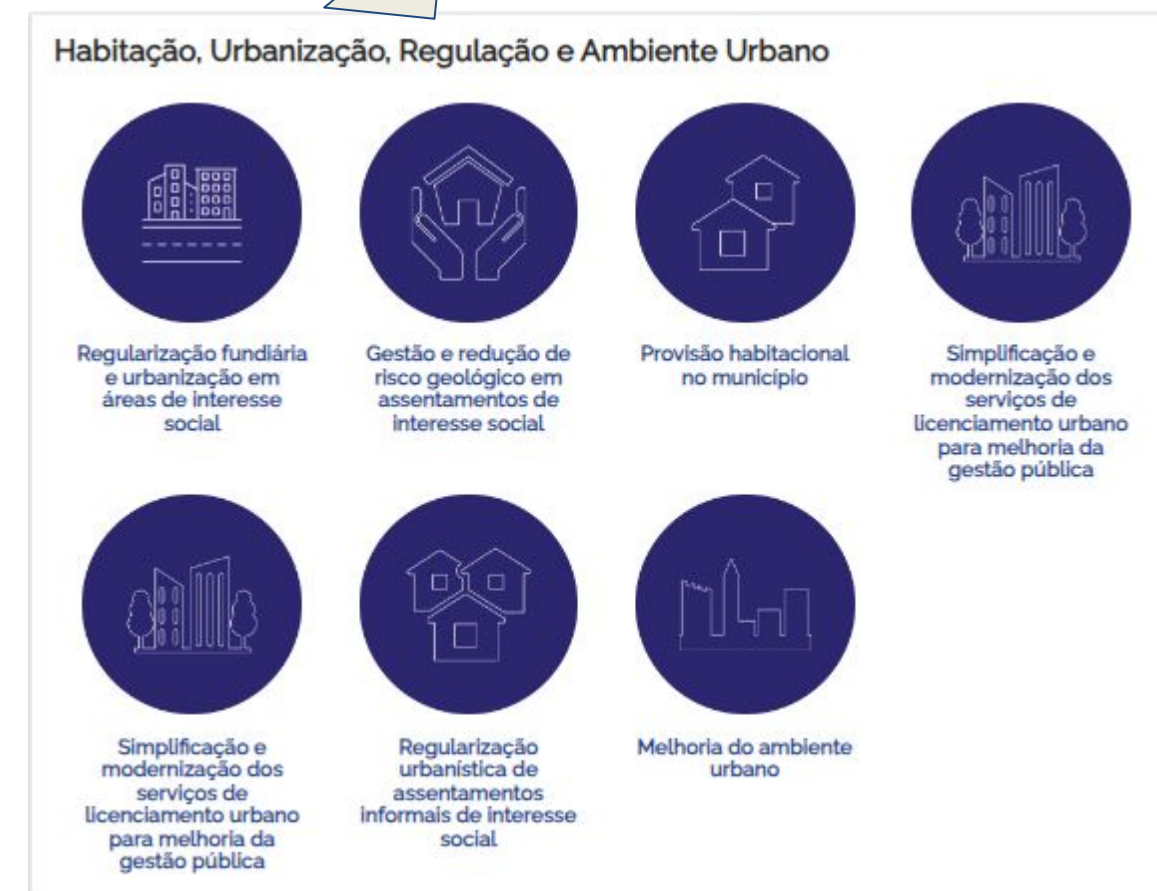 Habitação, Urbanização, Regulação e Ambiente Urbano
Regularização fundiária
e urbanização em
áreas de interesse
social
Gestão e redução de
risco geológico em
assentamentos de
interesse social
Provisão habitacional
no município
Simplificação e
modernização dos
serviços de
licenciamento urbano
para melhoria da
gestão pública
Simplificação e
modernização dos
serviços de
licenciamento urbano
para melhoria da
gestão pública
Regularização
urbanística de
assentamentos
informais de interesse
social
Melhoria do ambiente
urbano